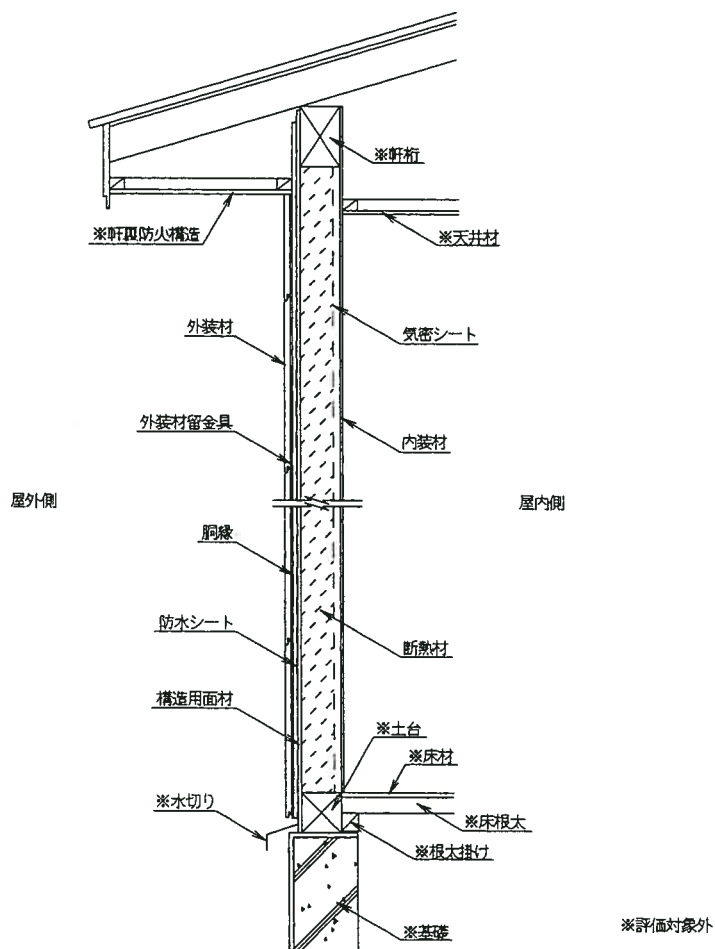 ※軒桁
※軒裏防火構造
※天井材
外装材
気密シート
外装材留金具
内装材
屋外側
屋内側
胴縁
防水シート
断熱材
構造用面材
※土台
※床材
※水切り
※床根太
※根太掛け
※基礎
※評価対象外